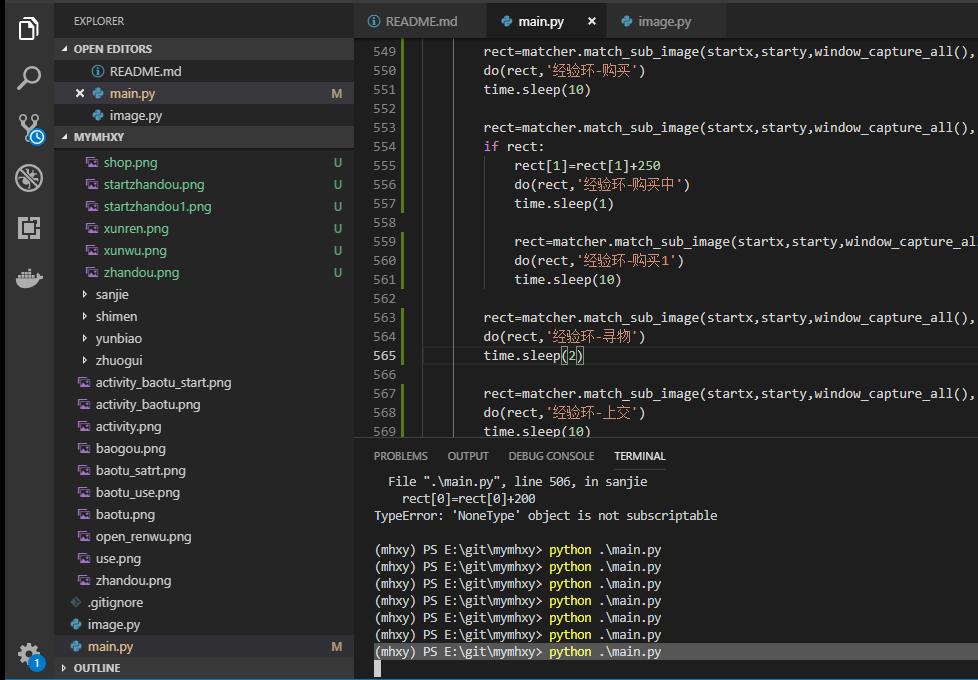 EXPLORER
OPEN EDITORS
README.md
main.py M
image.py
MYMHXY
shop.png U
startzhandou.png U
startzhandou1.png U
xunren.png U
xunwu.png U
zhandou.png U
sanjie
shimen
yunbiao
zhuogui
activity_baotu_start.png
activity_baotu.png
activity.png
baogou.png
baotu_satrt.png
baotu_use.png
baotu.png
open_renwu.png
use.png
zhandou.png
.gitignore
image.py
main.py M
OUTLINE
1
README.md main.py image.py
549 rect=matcher.match_sub_image(startx,starty,window_capture_all(),
550 do(rect,'经验环-购买')
551 time.sleep(10)
552
553 rect=matcher.match_sub_image(startx,starty,window_capture_all(),
554 if rect:
555 rect[1]=rect[1]+250
556 do(rect,'经验环-购买中')
557 time.sleep(1)
558
559 rect=matcher.match_sub_image(startx,starty,window_capture_al
560 do(rect,'经验环-购买1')
561 time.sleep(10)
562
563 rect=matcher.match_sub_image(startx,starty,window_capture_all(),
564 do(rect,'经验环-寻物')
565 time.sleep(2)
566
567 rect=matcher.match_sub_image(startx,starty,window_capture_all(),
568 do(rect,'经验环-上交')
569 time.sleep(10)
PROBLEMS OUTPUT DEBUG CONSOLE TERMINAL
File ".\main.py", line 506, in sanjie
rect[0]=rect[0]+200
TypeError: 'NoneType' object is not subscriptable
(mhxy) PS E:\git\mymhxy> python .\main.py
(mhxy) PS E:\git\mymhxy> python .\main.py
(mhxy) PS E:\git\mymhxy> python .\main.py
(mhxy) PS E:\git\mymhxy> python .\main.py
(mhxy) PS E:\git\mymhxy> python .\main.py
(mhxy) PS E:\git\mymhxy> python .\main.py
(mhxy) PS E:\git\mymhxy> python .\main.py